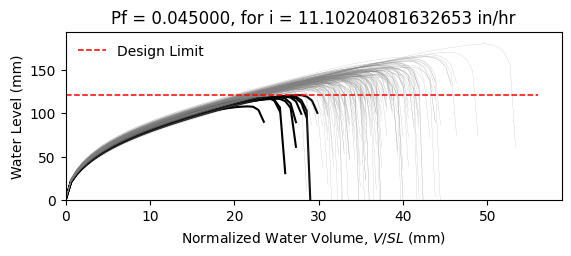 Pf = 0.045000, for i = 11.10204081632653 in/hr
Water Level (mm)
150
100
50
0
Design Limit
0 10 20 30 40 50
Normalized Water Volume, V/SL (mm)